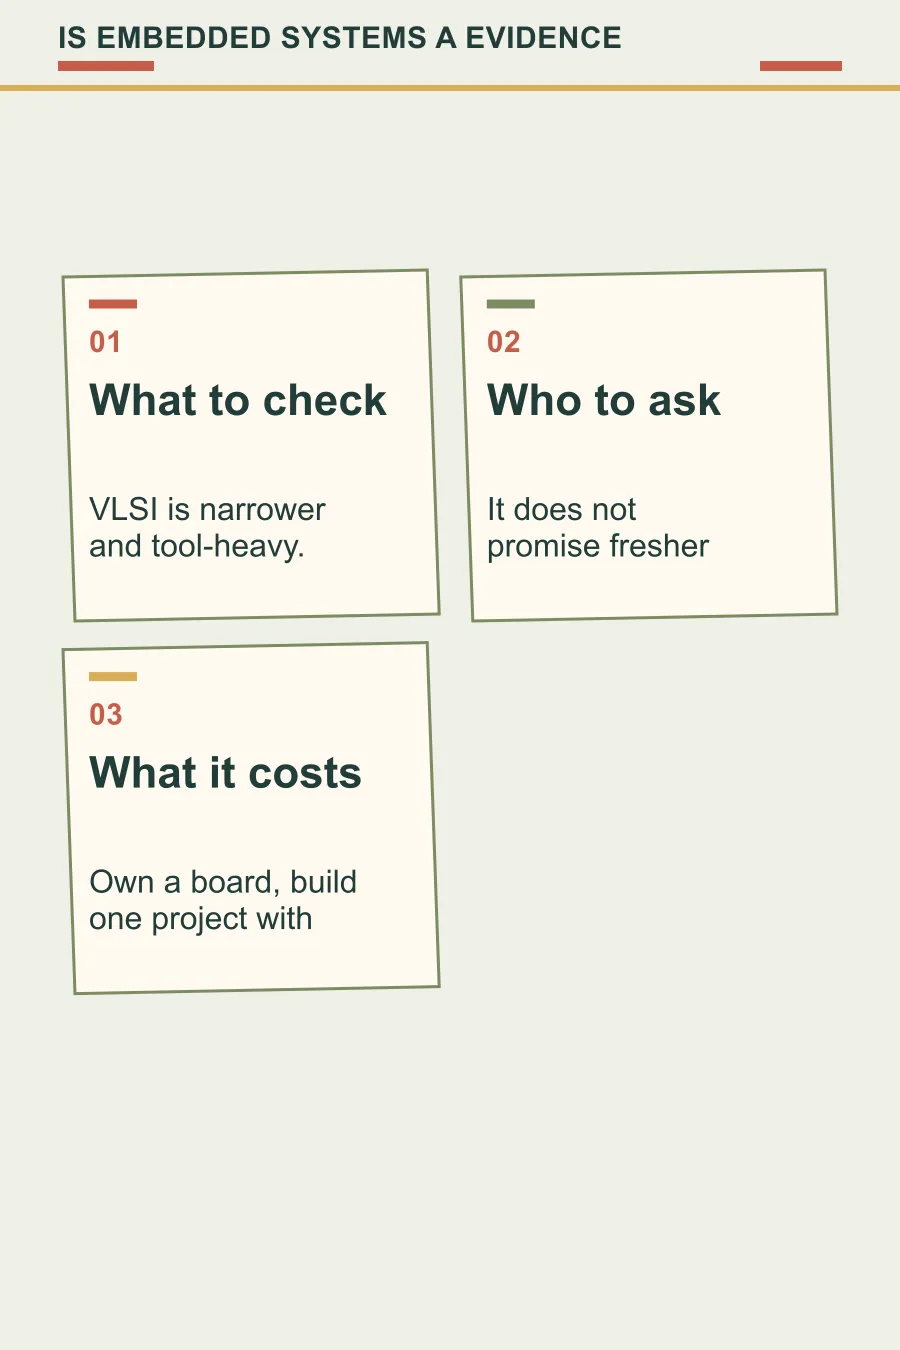 IS EMBEDDED SYSTEMS A EVIDENCE
01
What to check
VLSI is narrower
and tool-heavy.
02
Who to ask
It does not
promise fresher
03
What it costs
Own a board, build
one project with